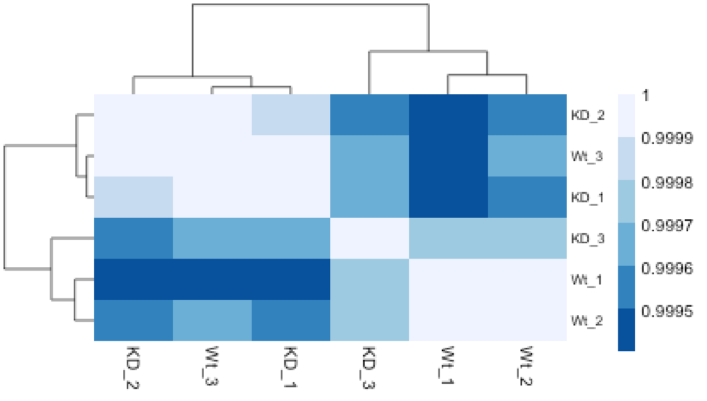 1
KD_2
0.9999
Wt_3
0.9998
KD_1
0.9997
KD_3
0.9996
Wt_1
0.9995
Wt_2
KD_2
Wt_3
KD_1
KD_3
Wt_1
Wt_2